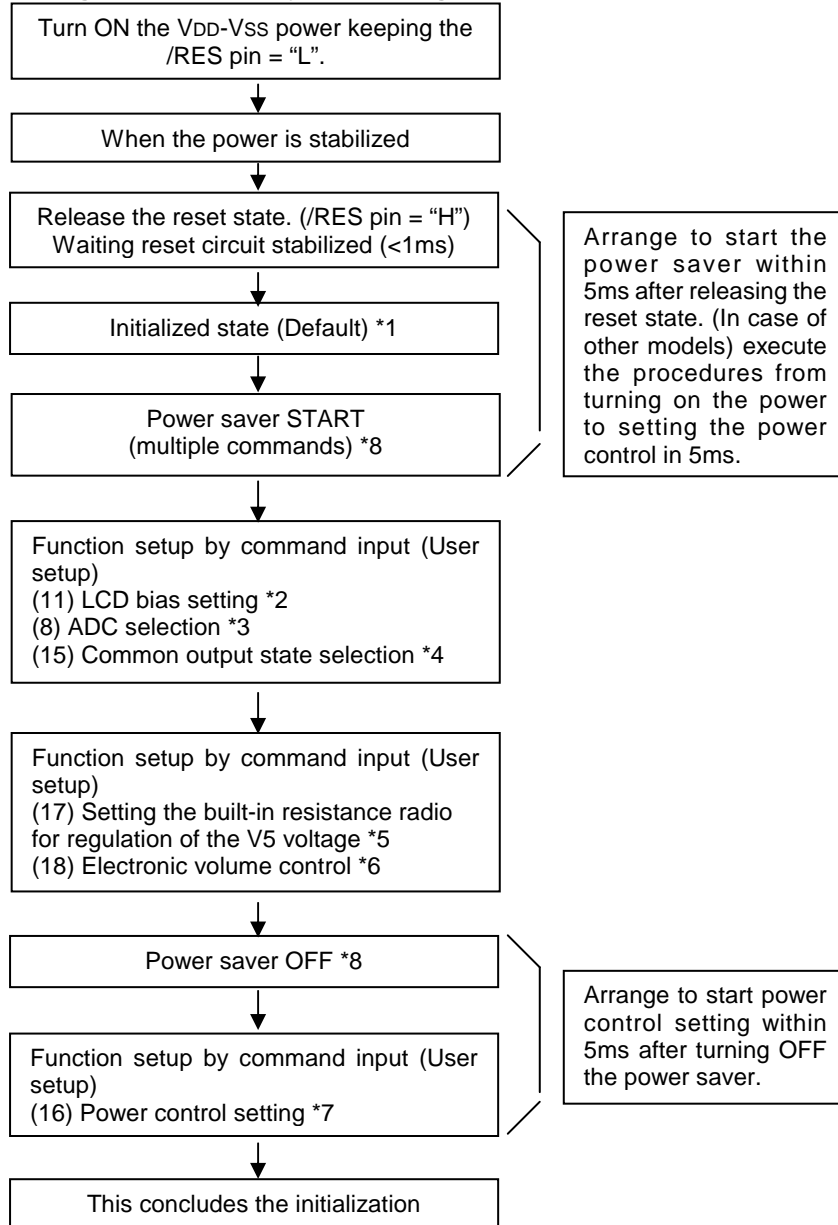 Turn ON the VDD-VSS power keeping the
/RES pin = “L”.
When the power is stabilized
Release the reset state. (/RES pin = “H”)
Waiting reset circuit stabilized (<1ms)
Initialized state (Default) *1
Power saver START
(multiple commands) *8
Arrange to start the
power saver within
5ms after releasing the
reset state. (In case of
other models) execute
the procedures from
turning on the power
to setting the power
control in 5ms.
Function setup by command input (User
setup)
(11) LCD bias setting *2
(8) ADC selection *3
(15) Common output state selection *4
Function setup by command input (User
setup)
(17) Setting the built-in resistance radio
for regulation of the V5 voltage *5
(18) Electronic volume control *6
Power saver OFF *8
Function setup by command input (User
setup)
(16) Power control setting *7
Arrange to start power
control setting within
5ms after turning OFF
the power saver.
This concludes the initialization